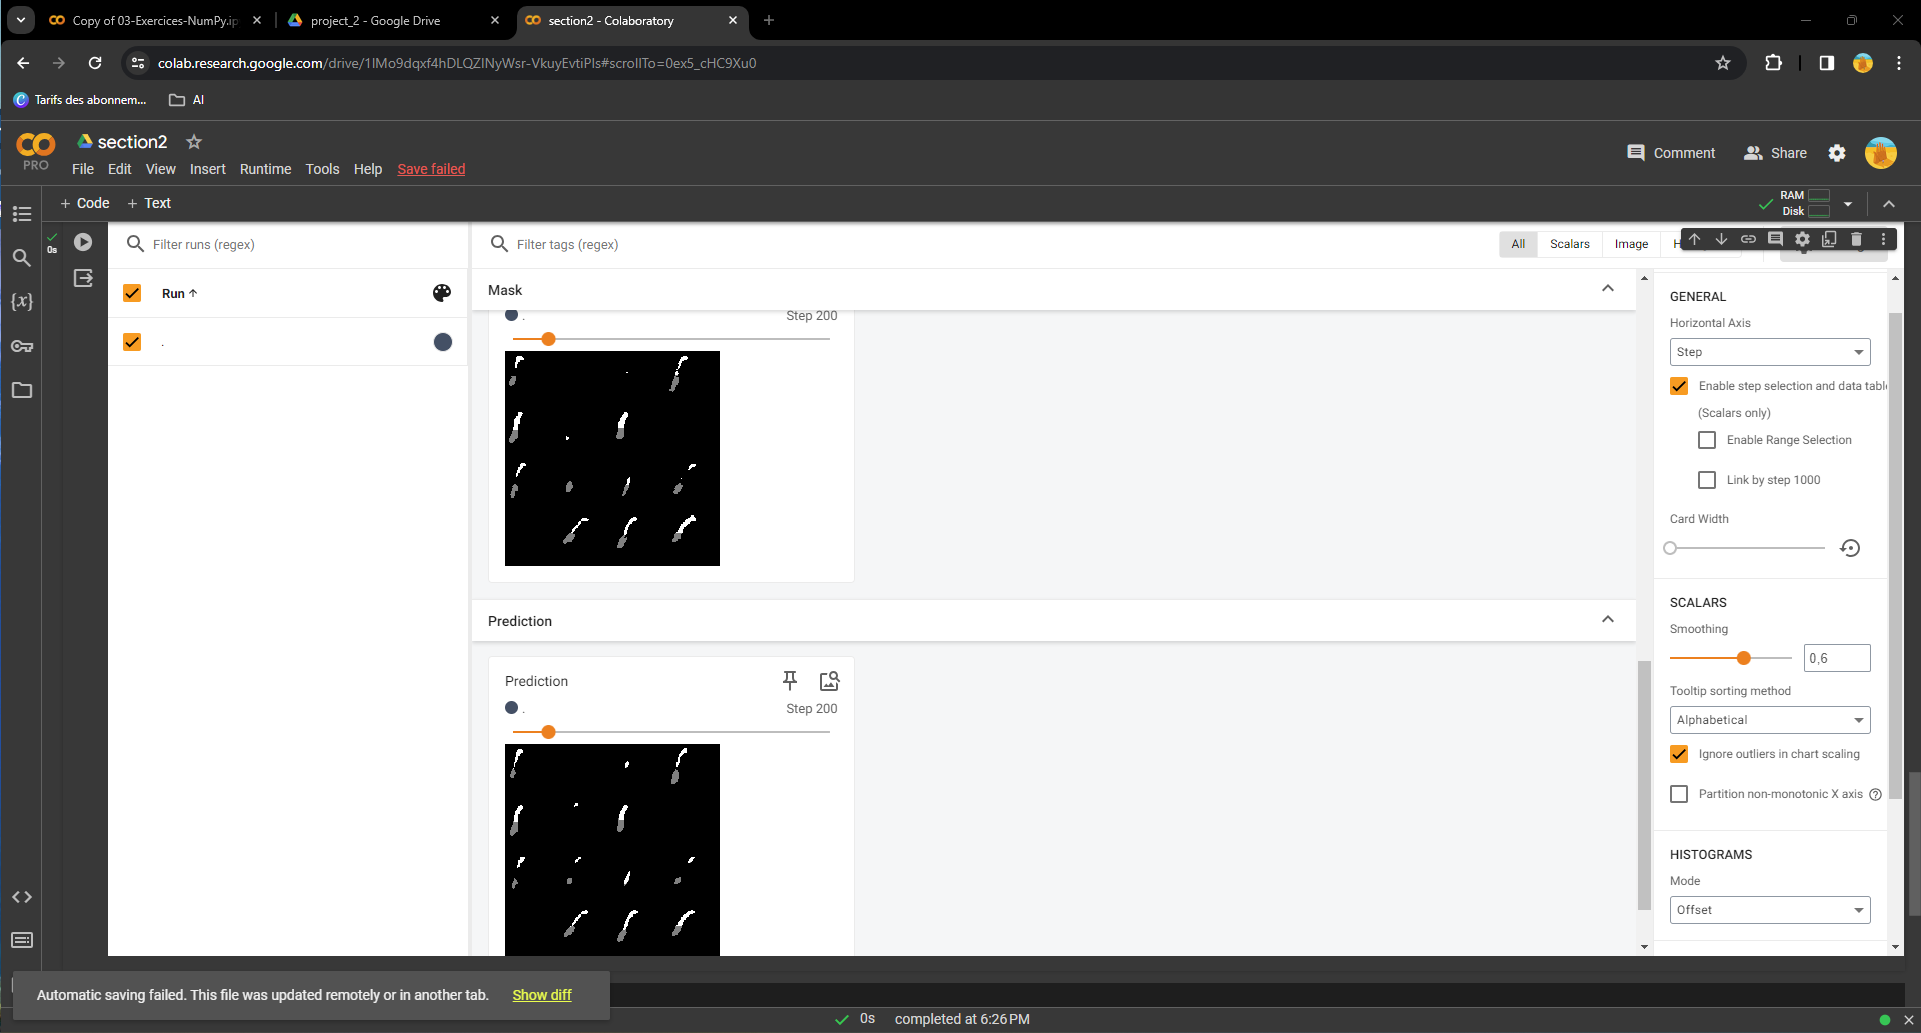 Copy of 03-Exercices-NumPy.ip
project_2 - Google Drive
section2 - Colaboratory
colab.research.google.com/drive/1IMo9dqxf4hDLQZINyWsr-VkuyEvtiPIs#scrollTo=0ex5_cHC9Xu0
Tarifs des abonnem...
AI
PRO
section2
File Edit View Insert Runtime Tools Help Save failed
Comment
Share
+ Code + Text
RAM
Disk
0s
Filter runs (regex)
Filter tags (regex)
All Scalars Image H
Run ↑
.
Mask
. Step 200
Prediction
Prediction
. Step 200
GENERAL
Horizontal Axis
Step
Enable step selection and data table
(Scalars only)
Enable Range Selection
Link by step 1000
Card Width
SCALARS
Smoothing
0,6
Tooltip sorting method
Alphabetical
Ignore outliers in chart scaling
Partition non-monotonic X axis
HISTOGRAMS
Mode
Offset
Automatic saving failed. This file was updated remotely or in another tab. Show diff
0s completed at 6:26 PM